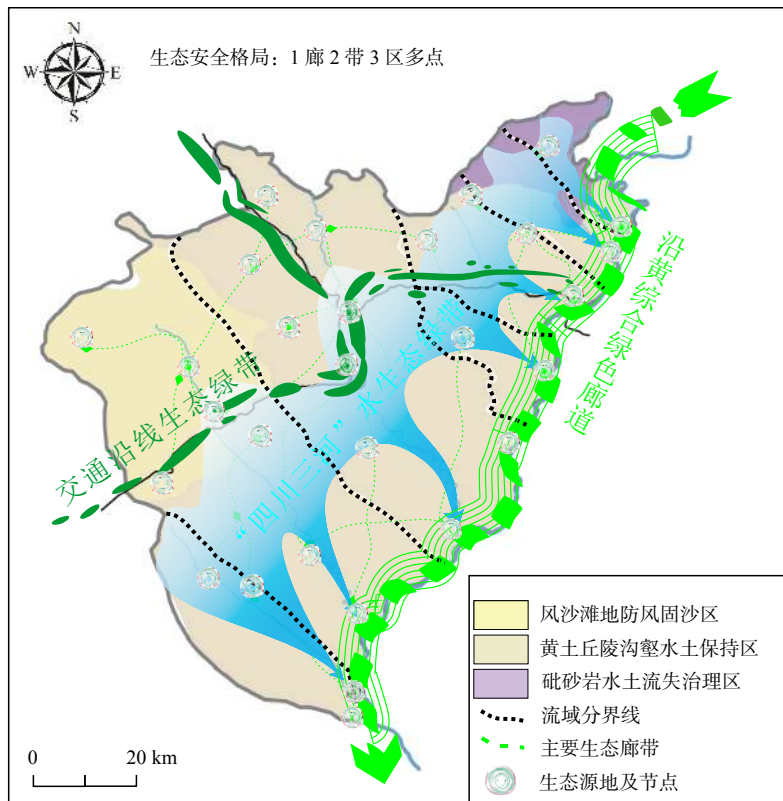 N
W E
S
生态安全格局：1 廊 2 带 3 区多点
沿黄综合绿色廊道
交通沿线生态绿带
“四川三河”水生态绿带
风沙滩地防风固沙区
黄土丘陵沟壑水土保持区
砒砂岩水土流失治理区
流域分界线
主要生态廊带
生态源地及节点
0 20 km